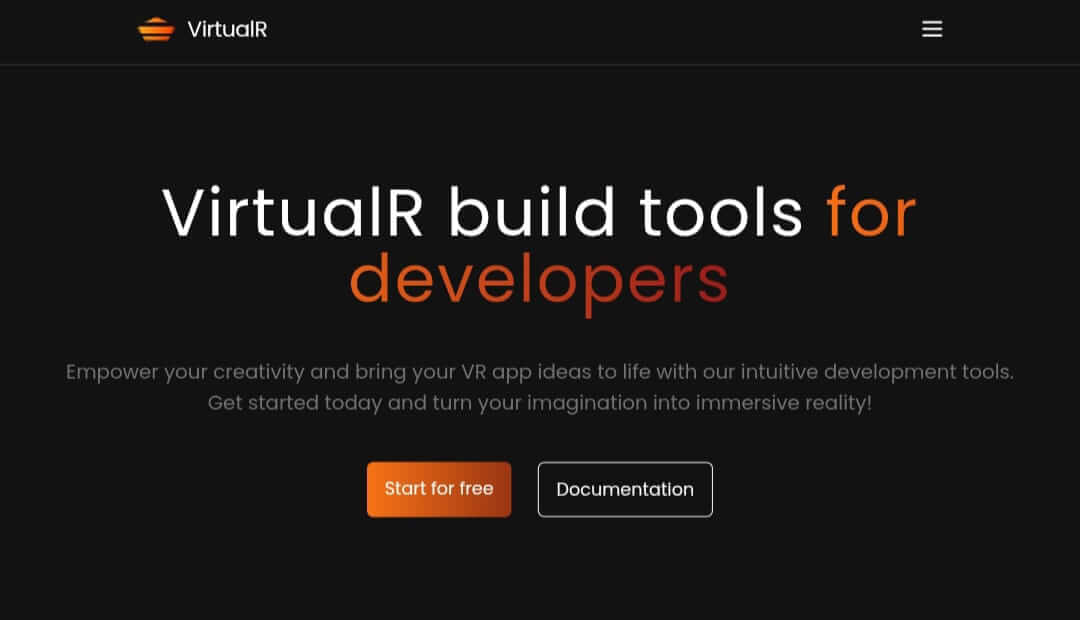 VirtualR
VirtualR build tools for
developers
Empower your creativity and bring your VR app ideas to life with our intuitive development tools.
Get started today and turn your imagination into immersive reality!
Start for free
Documentation